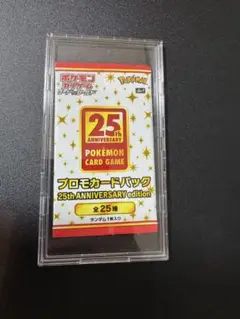 ポケモン
カードゲーム
Pokémon
25th
ANNIVERSARY
POKÉMON
CARD GAME
プロモカードパック
25th ANNIVERSARY edition
全25種
ランダム1枚入り